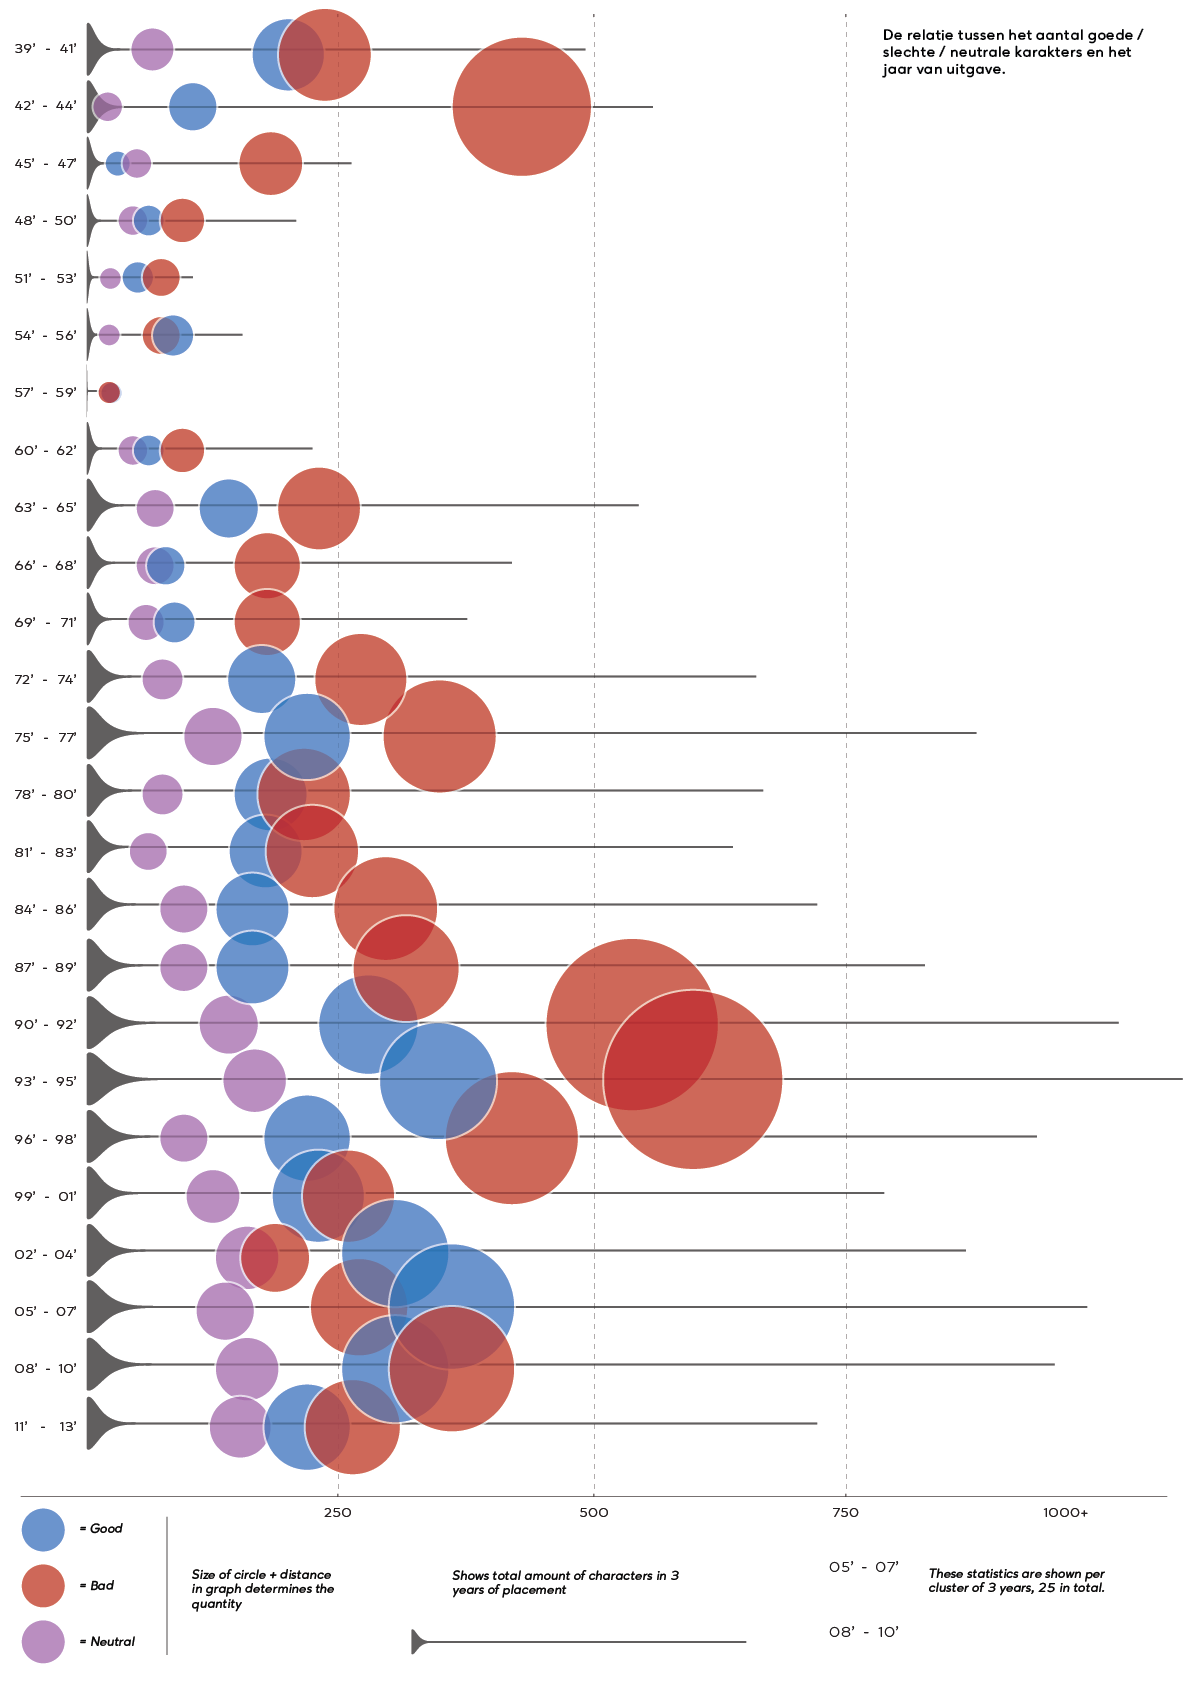 De relatie tussen het aantal goede /
slechte / neutrale karakters en het
jaar van uitgave.
39' - 41'
42' - 44'
45' - 47'
48' - 50'
51' - 53'
54' - 56'
57' - 59'
60' - 62'
63' - 65'
66' - 68'
69' - 71'
72' - 74'
75' - 77'
78' - 80'
81' - 83'
84' - 86'
87' - 89'
90' - 92'
93' - 95'
96' - 98'
99' - 01'
02' - 04'
05' - 07'
08' - 10'
11' - 13'
250 500 750 1000+
= Good
= Bad
= Neutral
Size of circle + distance
in graph determines the
quantity
Shows total amount of characters in 3
years of placement
05' - 07'
08' - 10'
These statistics are shown per
cluster of 3 years, 25 in total.